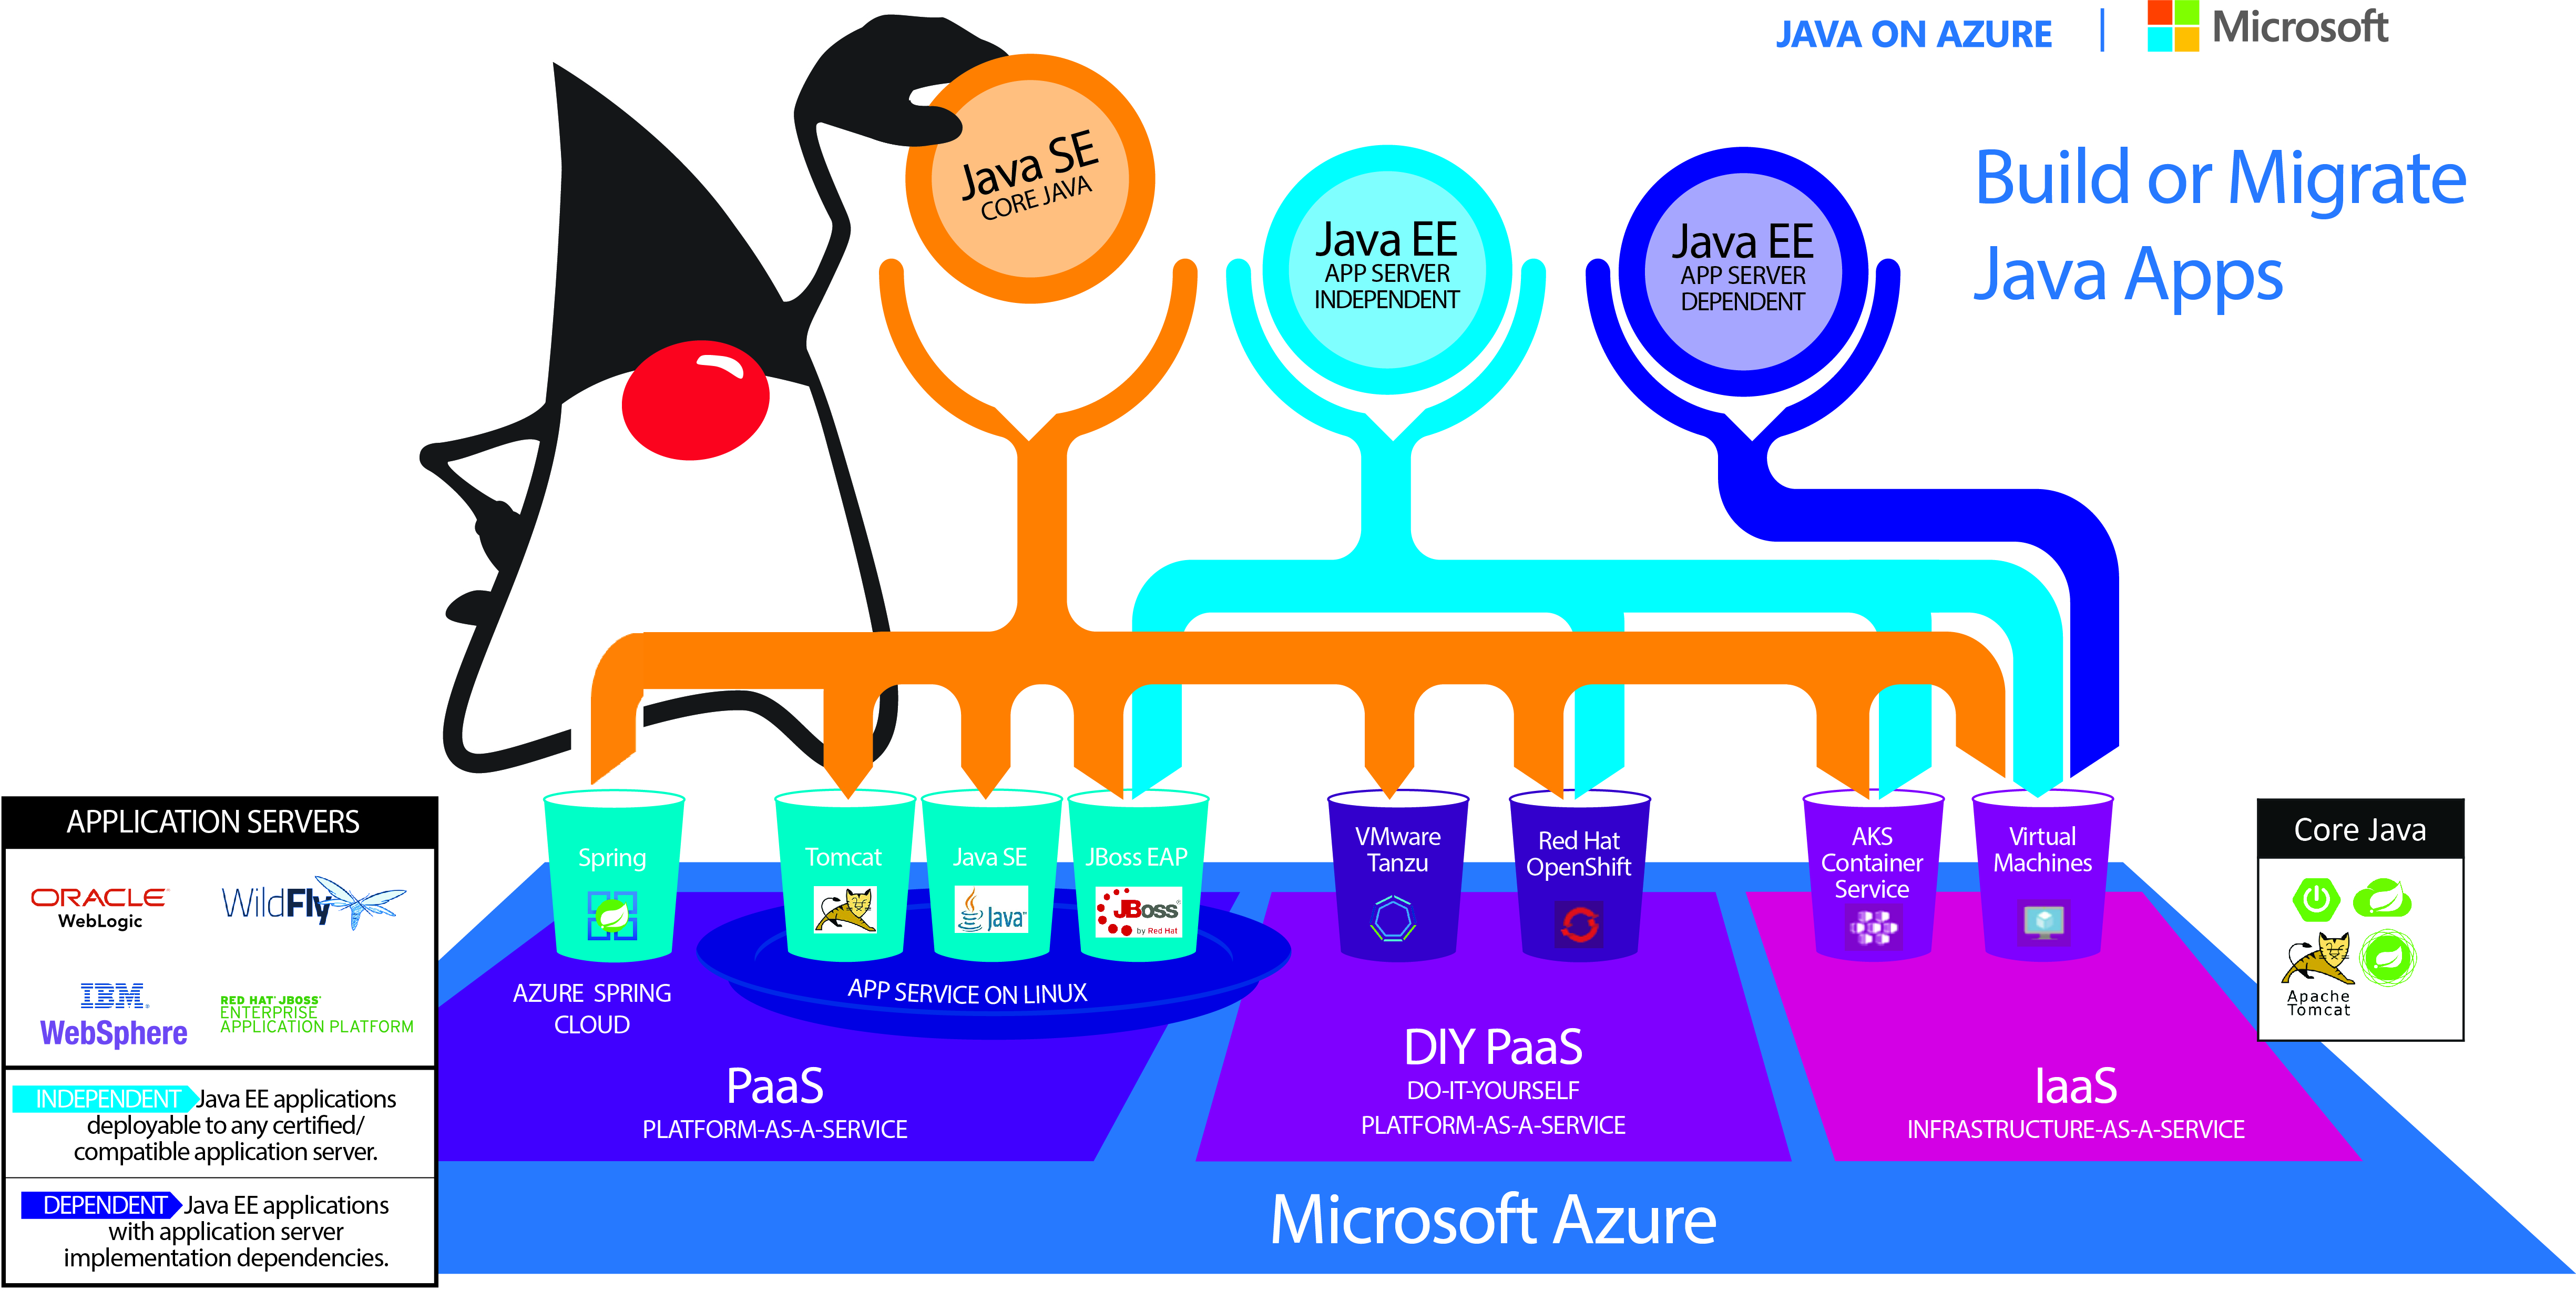 JAVA ON AZURE
Microsoft
Build or Migrate
Java Apps
Java SE
CORE JAVA
Java EE
APP SERVER
INDEPENDENT
Java EE
APP SERVER
DEPENDENT
Spring
Tomcat
Java SE
Java™
JBoss EAP
JBoss®
by Red Hat
VMware
Tanzu
Red Hat
OpenShift
AKS
Container
Service
Virtual
Machines
AZURE SPRING
CLOUD
APP SERVICE ON LINUX
PaaS
PLATFORM-AS-A-SERVICE
DIY PaaS
DO-IT-YOURSELF
PLATFORM-AS-A-SERVICE
IaaS
INFRASTRUCTURE-AS-A-SERVICE
Microsoft Azure
APPLICATION SERVERS
ORACLE®
WebLogic
WildFly
IBM®
WebSphere
RED HAT® JBOSS®
ENTERPRISE
APPLICATION PLATFORM
INDEPENDENT Java EE applications
deployable to any certified/
compatible application server.
DEPENDENT Java EE applications
with application server
implementation dependencies.
Core Java
Apache
Tomcat